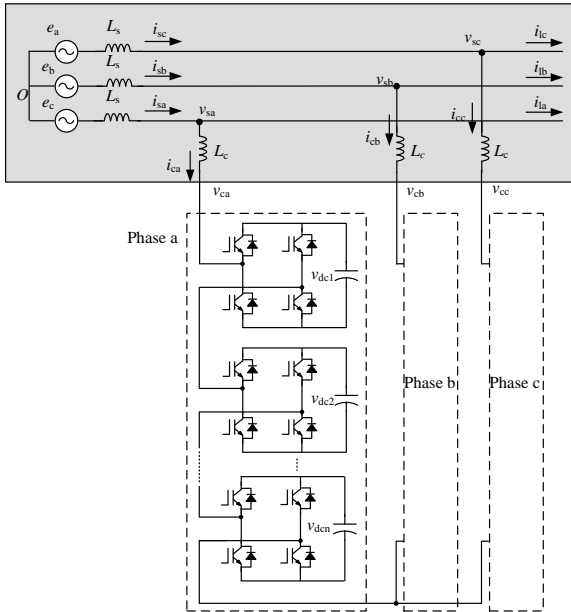 e_a L_s i_sc v_sc i_lc
e_b L_s i_sb v_sb i_lb
O e_c L_s i_sa v_sa i_la
i_ca L_c i_cb L_c i_cc L_c
v_ca v_cb v_cc
Phase a
v_dc1
v_dc2
Phase b Phase c
v_dcn